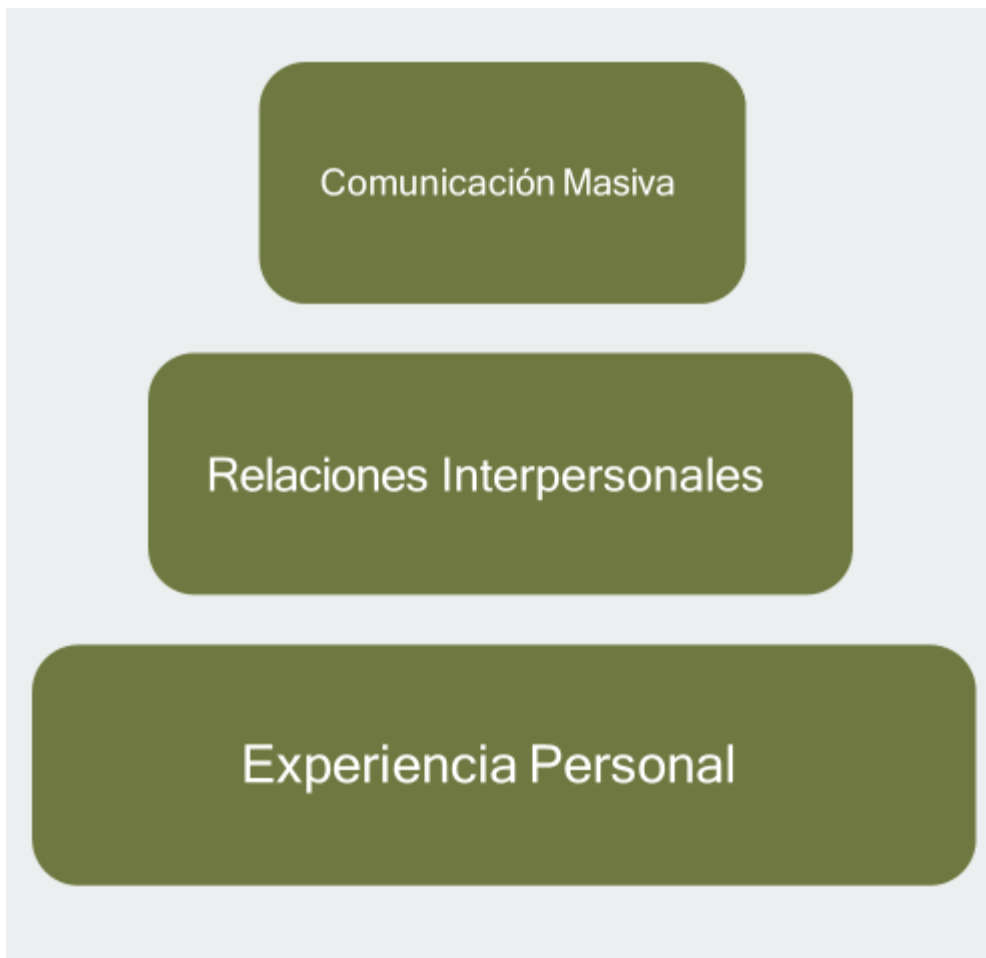 Comunicación Masiva
Relaciones Interpersonales
Experiencia Personal